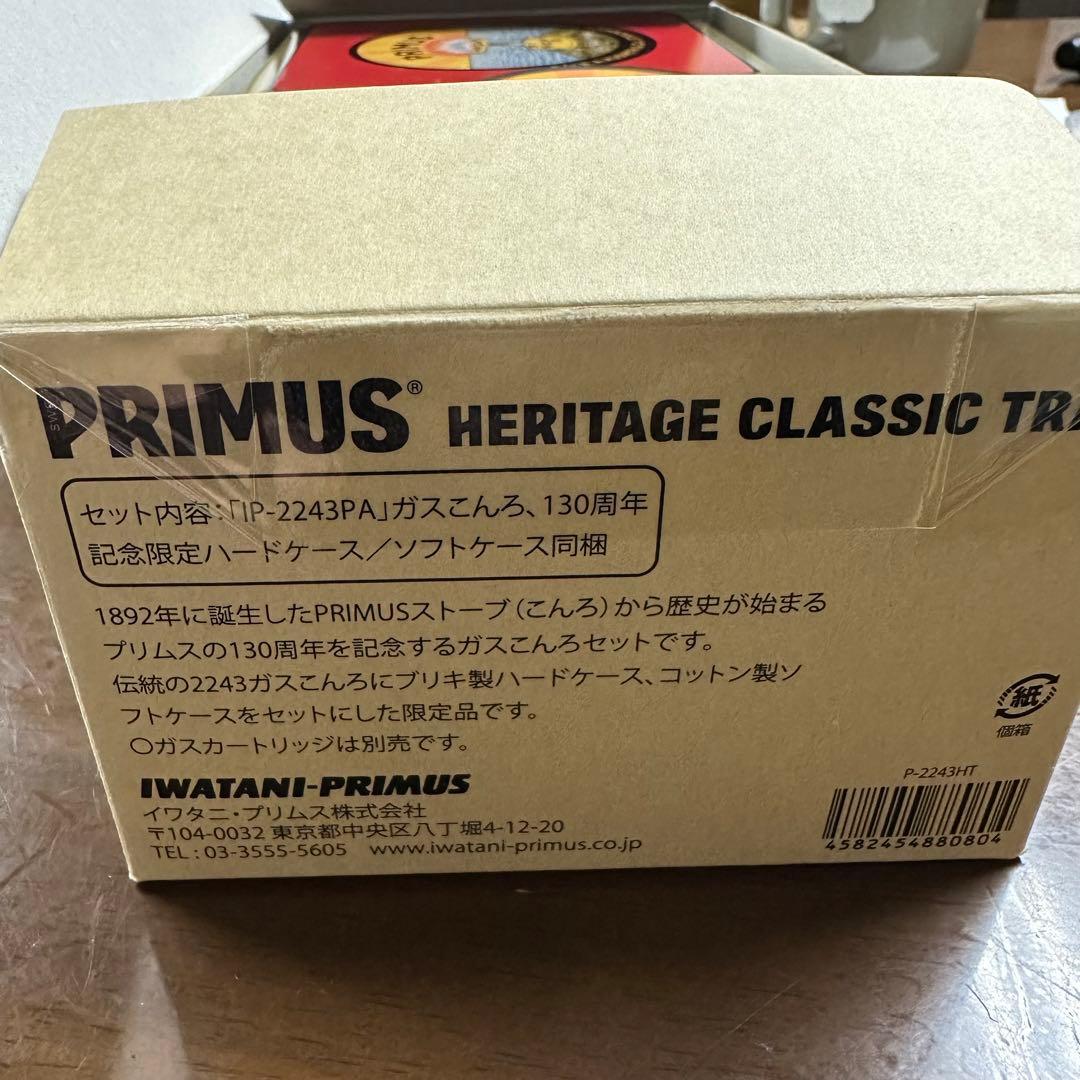 PRIMUS® HERITAGE CLASSIC
セット内容:「IP-2243PA」ガスこんろ、130周年
記念限定ハードケース/ソフトケース同梱
1892年に誕生したPRIMUSストーブ(こんろ)から歴史が始まる
プリムスの130周年を記念するガスこんろセットです。
伝統の2243ガスこんろにブリキ製ハードケース、コットン製ソ
フトケースをセットにした限定品です。
○ガスカートリッジは別売です。
紙
個箱
IWATANI-PRIMUS
イワタニ・プリムス株式会社
〒104-0032 東京都中央区八丁堀4-12-20
TEL:03-3555-5605 www.iwatani-primus.co.jp
P-2243HT
4582454880804